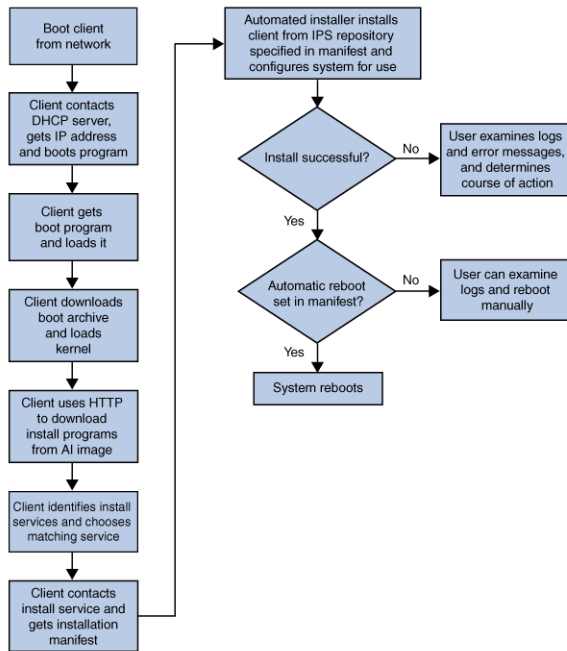 Boot client
from network
Client contacts
DHCP server,
gets IP address
and boots program
Client gets
boot program
and loads it
Client downloads
boot archive
and loads
kernel
Client uses HTTP
to download
install programs
from AI image
Client identifies install
services and chooses
matching service
Client contacts
install service and
gets installation
manifest
Automated installer installs
client from IPS repository
specified in manifest and
configures system for use
Install successful?
No
User examines logs
and error messages,
and determines
course of action
Yes
Automatic reboot
set in manifest?
No
User can examine
logs and reboot
manually
Yes
System reboots